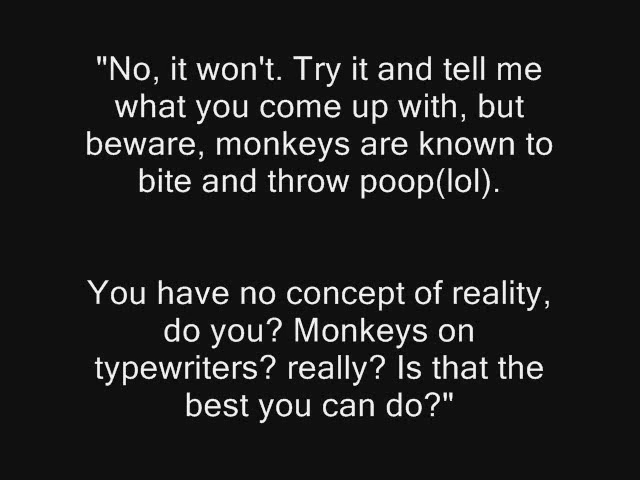 "No, it won't. Try it and tell me
what you come up with, but
beware, monkeys are known to
bite and throw poop(lol).
You have no concept of reality,
do you? Monkeys on
typewriters? really? Is that the
best you can do?"